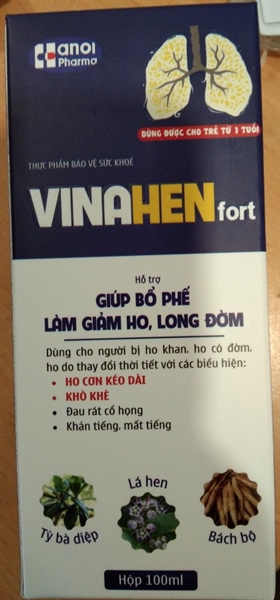 Hanoi
Pharma
DÙNG ĐƯỢC CHO TRẺ TỪ 1 TUỔI
THỰC PHẨM BẢO VỆ SỨC KHOẺ
VINAHEN fort
Hỗ trợ
GIÚP BỔ PHẾ
LÀM GIẢM HO, LONG ĐỜM
Dùng cho người bị ho khan, ho có đờm,
ho do thay đổi thời tiết với các biểu hiện:
• HO CƠN KÉO DÀI
• KHÒ KHÈ
• Đau rát cổ họng
• Khản tiếng, mất tiếng
Tỳ bà diệp
Lá hen
Bách bộ
Hộp 100ml